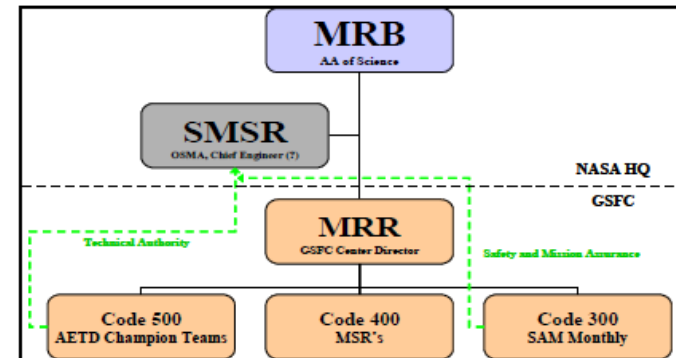 MRB
AA of Science
SMSR
OSMA, Chief Engineer (?)
NASA HQ
GSFC
MRR
GSFC Center Director
Technical Authority
Safety and Mission Assurance
Code 500
AETD Champion Teams
Code 400
MSR's
Code 300
SAM Monthly